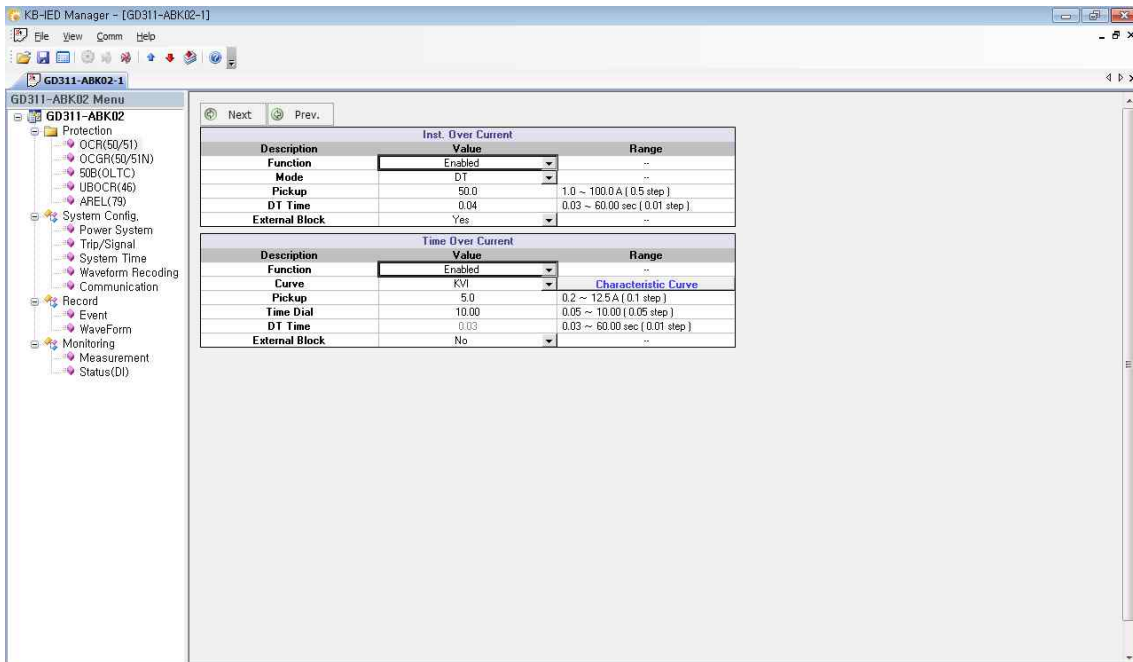 KB-IED Manager - [GD311-ABK02-1]
File View Comm Help
GD311-ABK02-1
GD311-ABK02 Menu
GD311-ABK02
Protection
OCR(50/51)
OCGR(50/51N)
50B(OLTC)
UBOCR(46)
AREL(79)
System Config,
Power System
Trip/Signal
System Time
Waveform Recoding
Communication
Record
Event
WaveForm
Monitoring
Measurement
Status(DI)
Next Prev.
Inst. Over Current
Description Value Range
Function Enabled --
Mode DT --
Pickup 50.0 1.0 ~ 100.0 A ( 0.5 step )
DT Time 0.04 0.03 ~ 60.00 sec ( 0.01 step )
External Block Yes --
Time Over Current
Description Value Range
Function Enabled --
Curve KVI Characteristic Curve
Pickup 5.0 0.2 ~ 12.5 A ( 0.1 step )
Time Dial 10.00 0.05 ~ 10.00 ( 0.05 step )
DT Time 0.03 0.03 ~ 60.00 sec ( 0.01 step )
External Block No --